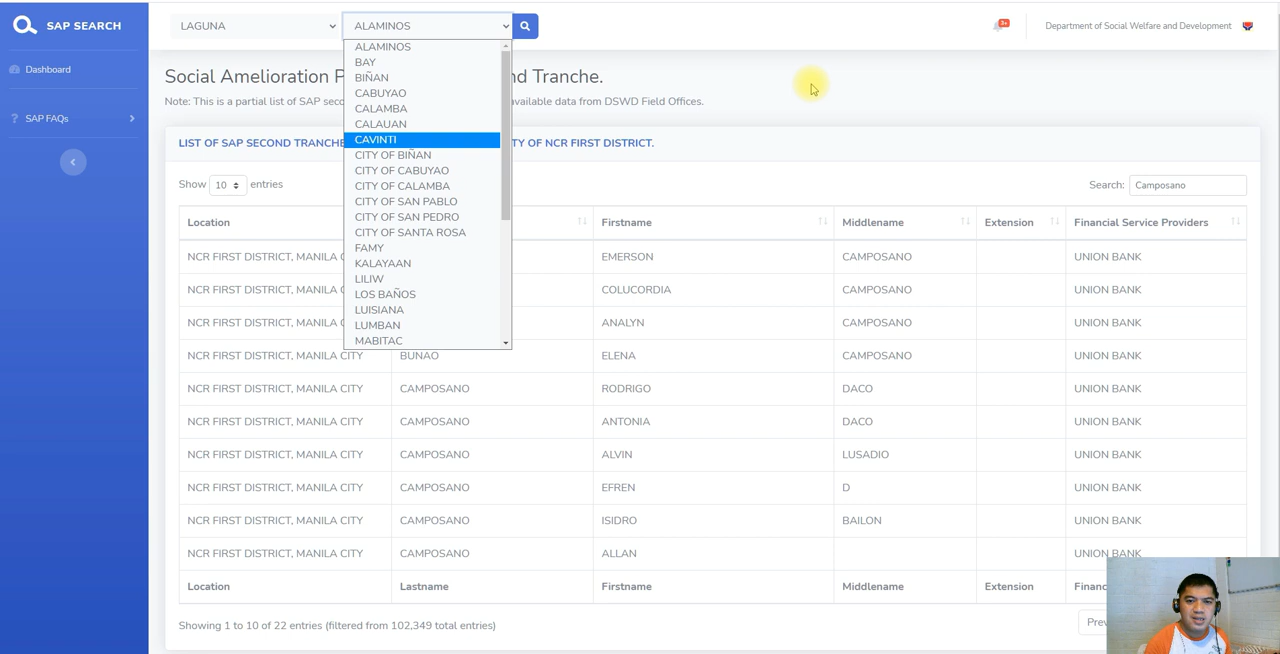 SAP SEARCH
LAGUNA
ALAMINOS
3+
Department of Social Welfare and Development
Dashboard
? SAP FAQs
ALAMINOS
BAY
BIÑAN
CABUYAO
CALAMBA
CALAUAN
CAVINTI
CITY OF BIÑAN
CITY OF CABUYAO
CITY OF CALAMBA
CITY OF SAN PABLO
CITY OF SAN PEDRO
CITY OF SANTA ROSA
FAMY
KALAYAAN
LILIW
LOS BAÑOS
LUISIANA
LUMBAN
MABITAC
Social Amelioration P nd Tranche.
Note: This is a partial list of SAP seco available data from DSWD Field Offices.
LIST OF SAP SECOND TRANCHE TY OF NCR FIRST DISTRICT.
Show 10 entries
Search: Camposano
Location Firstname Middlename Extension Financial Service Providers
NCR FIRST DISTRICT, MANILA C EMERSON CAMPOSANO UNION BANK
NCR FIRST DISTRICT, MANILA C COLUCORDIA CAMPOSANO UNION BANK
NCR FIRST DISTRICT, MANILA C ANALYN CAMPOSANO UNION BANK
NCR FIRST DISTRICT, MANILA CITY BUNAO ELENA CAMPOSANO UNION BANK
NCR FIRST DISTRICT, MANILA CITY CAMPOSANO RODRIGO DACO UNION BANK
NCR FIRST DISTRICT, MANILA CITY CAMPOSANO ANTONIA DACO UNION BANK
NCR FIRST DISTRICT, MANILA CITY CAMPOSANO ALVIN LUSADIO UNION BANK
NCR FIRST DISTRICT, MANILA CITY CAMPOSANO EFREN D UNION BANK
NCR FIRST DISTRICT, MANILA CITY CAMPOSANO ISIDRO BAILON UNION BANK
NCR FIRST DISTRICT, MANILA CITY CAMPOSANO ALLAN UNION BANK
Location Lastname Firstname Middlename Extension Financ
Showing 1 to 10 of 22 entries (filtered from 102,349 total entries)
Prev